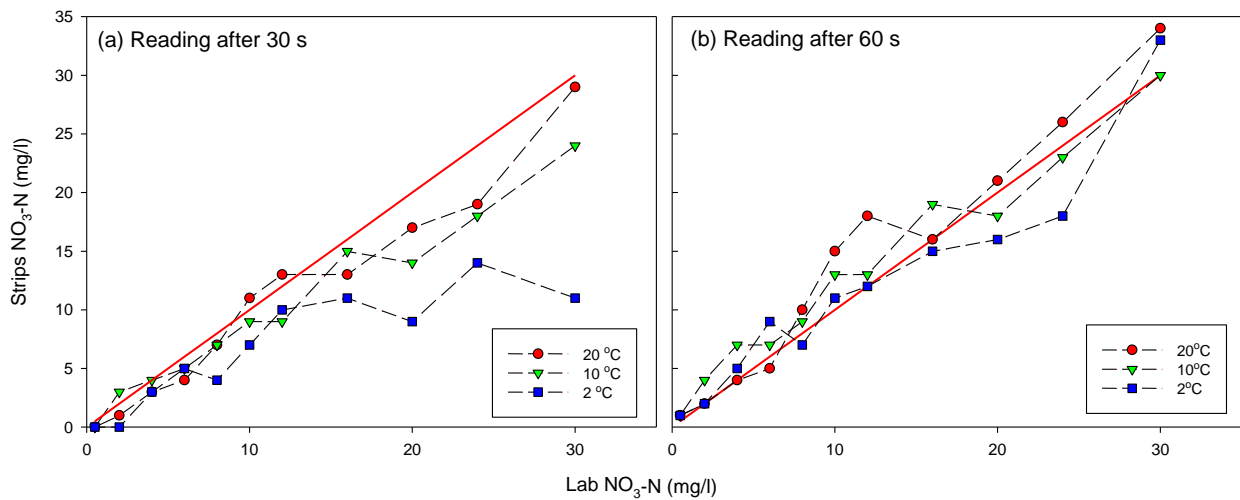 (a) Reading after 30 s
(b) Reading after 60 s
35
30
25
20
15
10
5
0
Strips NO₃-N (mg/l)
20 °C
10 °C
2 °C
20°C
10°C
2°C
0 10 20 30
0 10 20 30
Lab NO₃-N (mg/l)